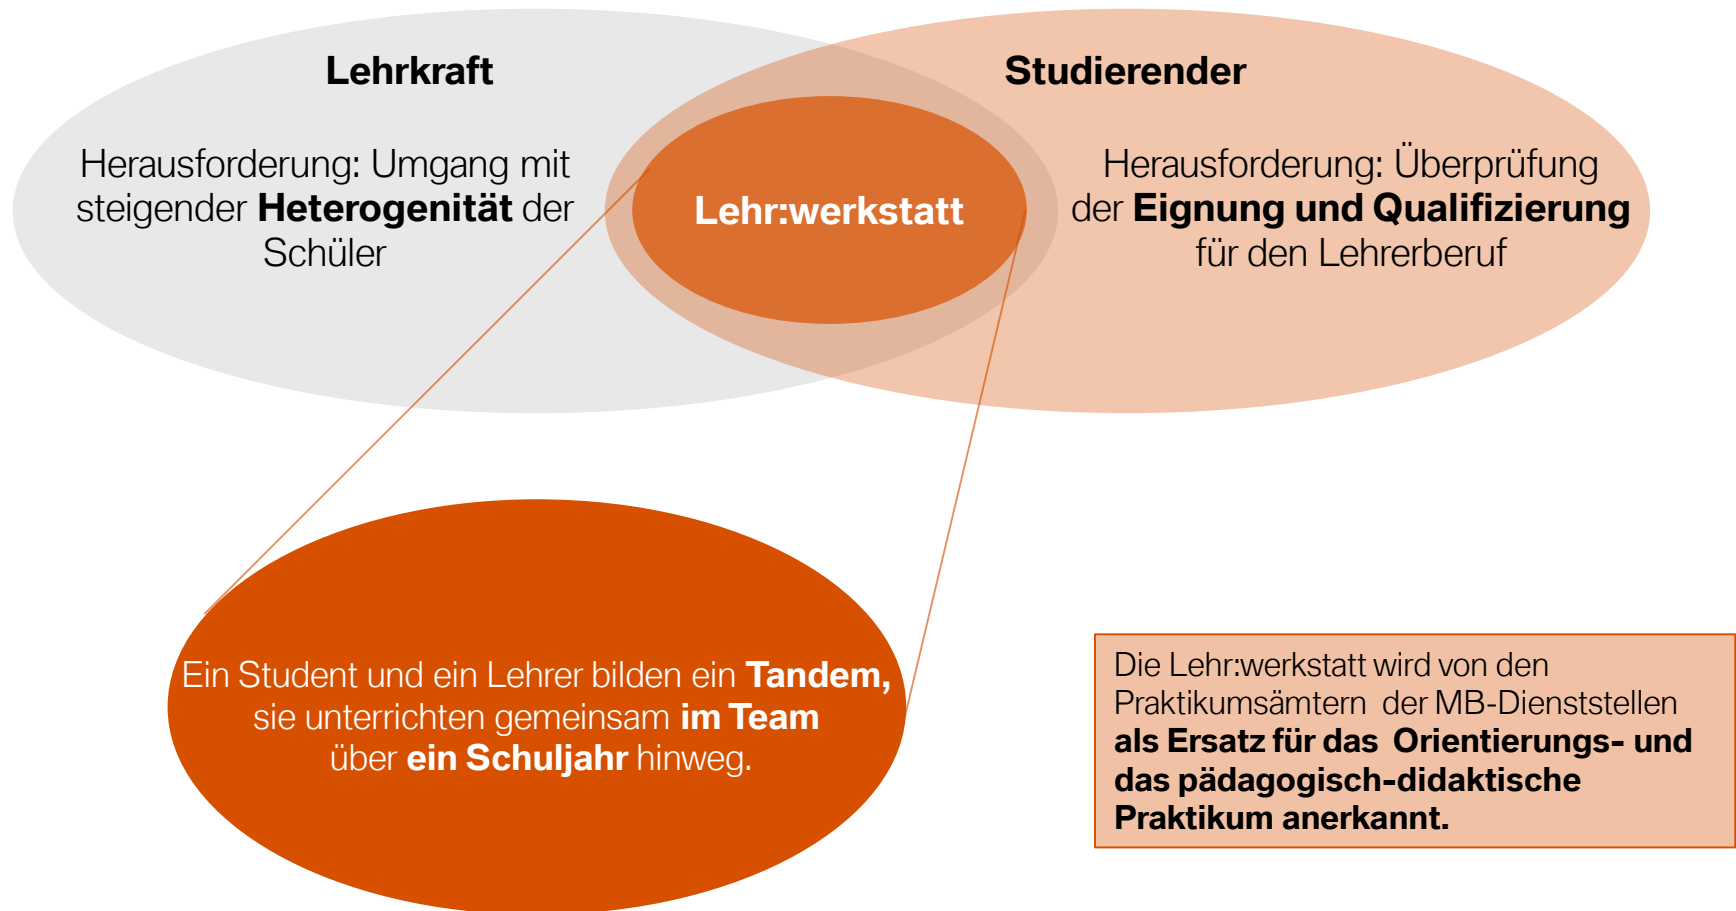 Lehrkraft
Herausforderung: Umgang mit
steigender Heterogenität der
Schüler
Lehr:werkstatt
Studierender
Herausforderung: Überprüfung
der Eignung und Qualifizierung
für den Lehrerberuf
Ein Student und ein Lehrer bilden ein Tandem,
sie unterrichten gemeinsam im Team
über ein Schuljahr hinweg.
Die Lehr:werkstatt wird von den
Praktikumsämtern der MB-Dienststellen
als Ersatz für das Orientierungs- und
das pädagogisch-didaktische
Praktikum anerkannt.